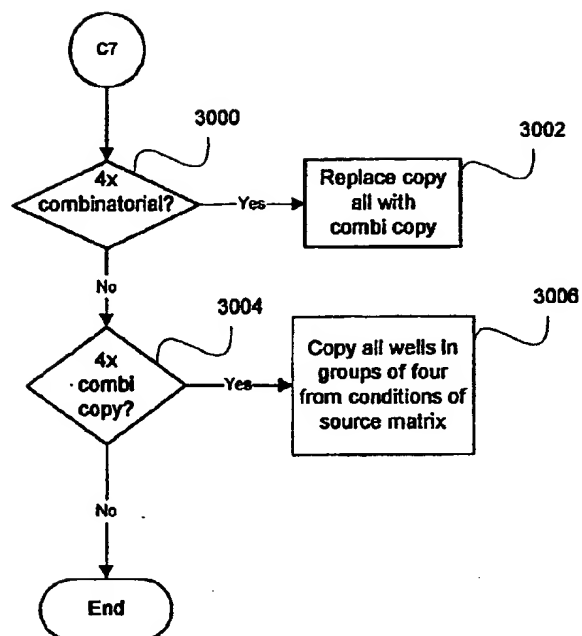 C7
3000
4x
combinatorial?
Yes
3002
Replace copy
all with
combi copy
No
3004
4x
combi
copy?
Yes
3006
Copy all wells in
groups of four
from conditions of
source matrix
No
End